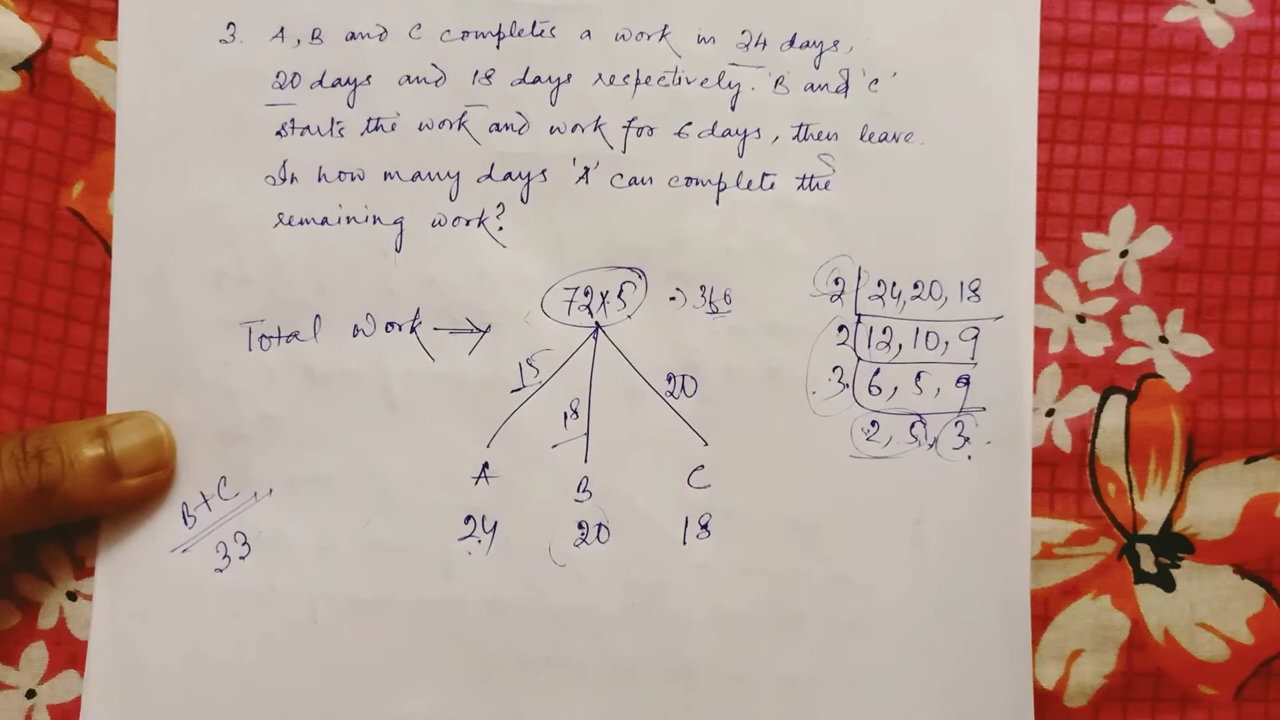 3. A, B and C completes a work in 24 days,
20 days and 18 days respectively. 'B' and 'C'
starts the work and work for 6 days, then leave.
In how many days 'A' can complete the
remaining work?
Total Work → 72x5 => 360
15 18 20
A B C
24 20 18
B+C
33
2 24, 20, 18
2 12, 10, 9
3 6, 5, 9
2, 5, 3